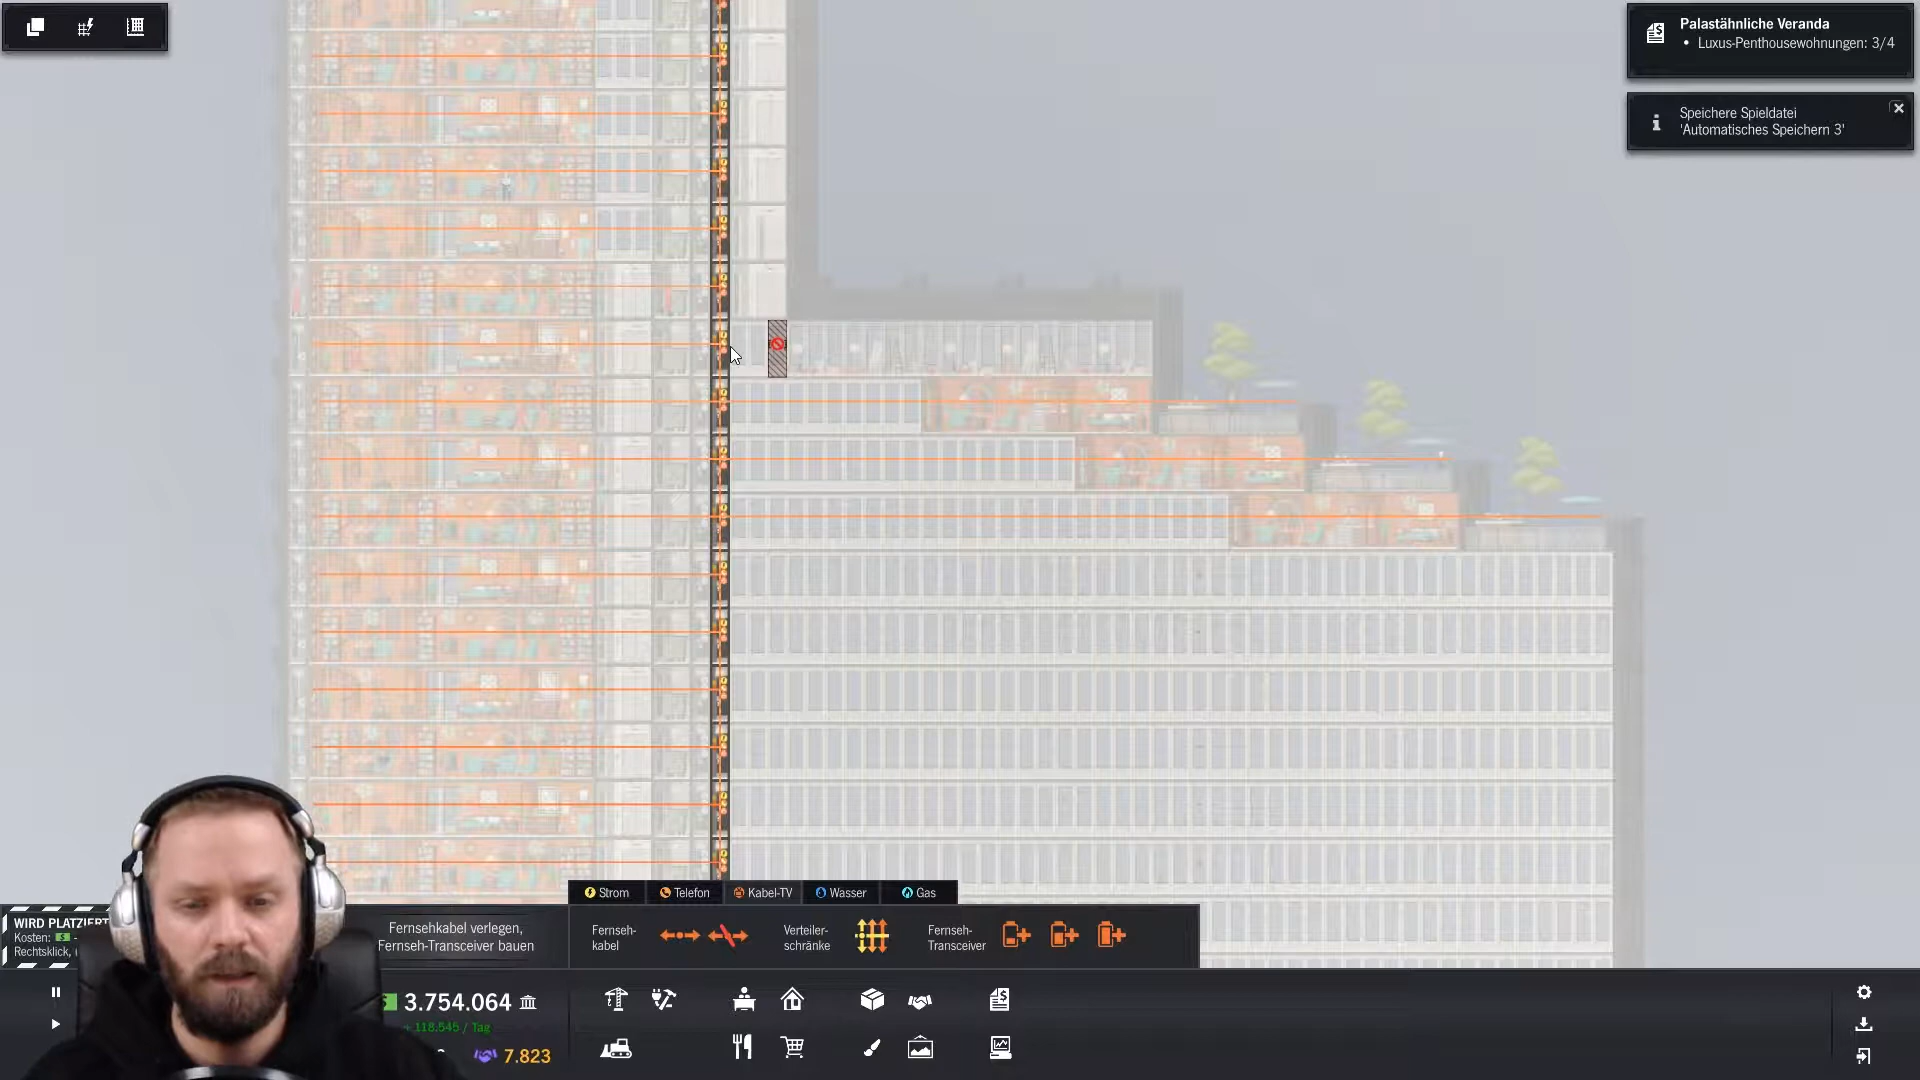 Palastähnliche Veranda
• Luxus-Penthousewohnungen: 3/4
Speichere Spieldatei
'Automatisches Speichern 3'
Strom
Telefon
Kabel-TV
Wasser
Gas
WIRD PLATZIERT
Kosten:
Rechtsklick,
Fernsehkabel verlegen,
Fernseh-Transceiver bauen
Fernseh-
kabel
Verteiler-
schränke
Fernseh-
Transceiver
3.754.064
+ 118.545 / Tag
7.823